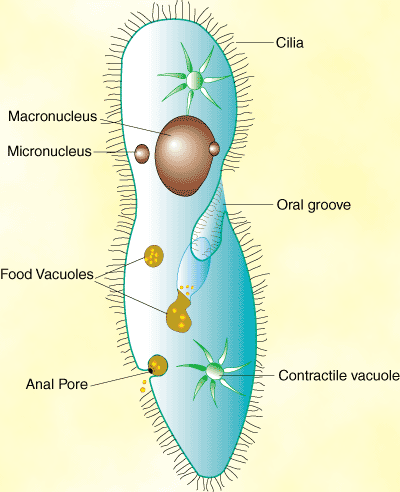 Cilia
Macronucleus
Micronucleus
Oral groove
Food Vacuoles
Contractile vacuole
Anal Pore